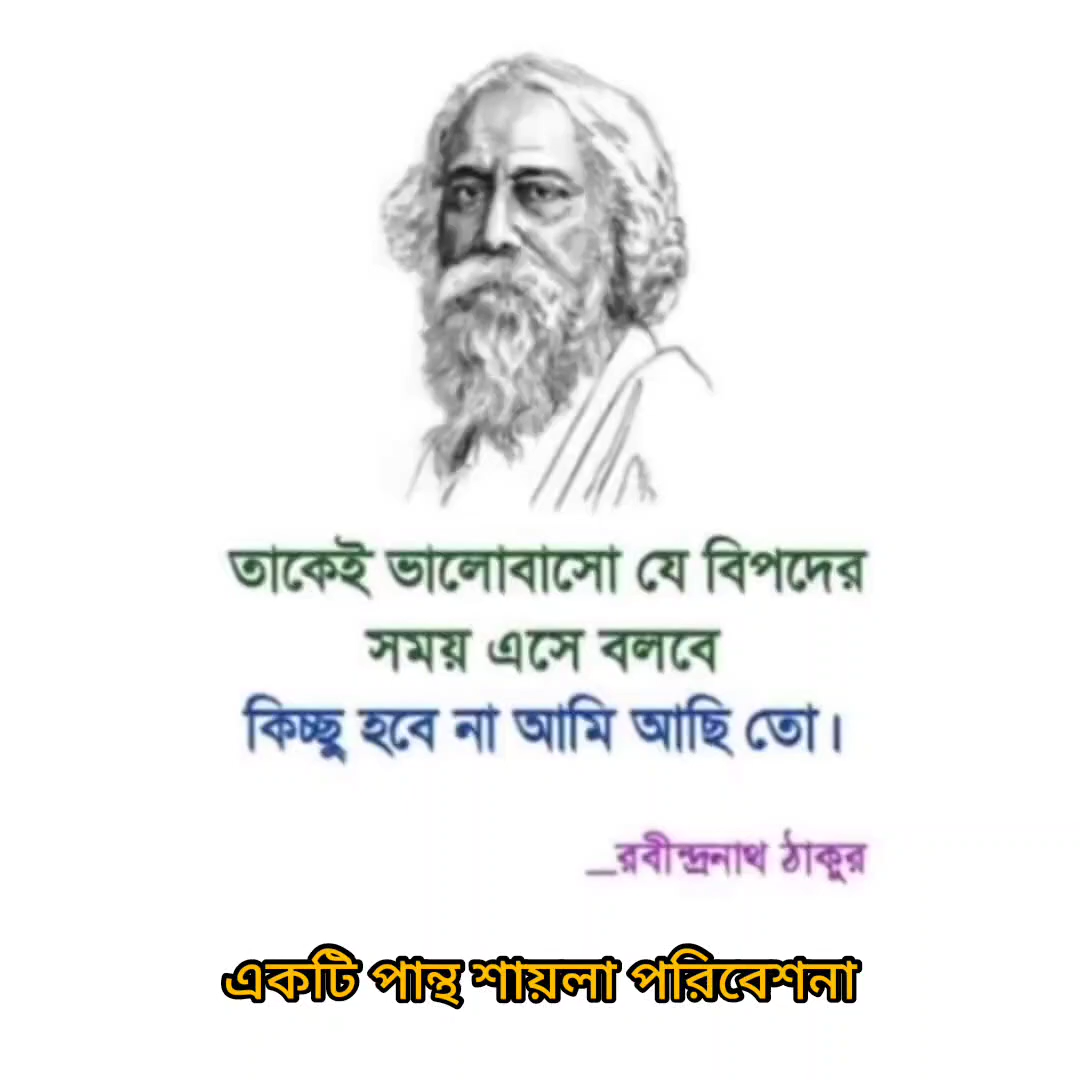 তাকেই ভালোবাসো যে বিপদের
সময় এসে বলবে
কিচ্ছু হবে না আমি আছি তো।
_রবীন্দ্রনাথ ঠাকুর
একটি পান্থ শায়লা পরিবেশনা